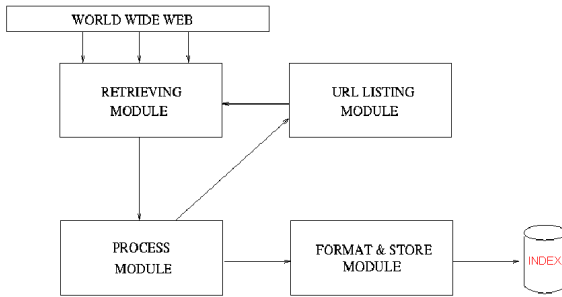 WORLD WIDE WEB
RETRIEVING
MODULE
URL LISTING
MODULE
PROCESS
MODULE
FORMAT & STORE
MODULE
INDEX